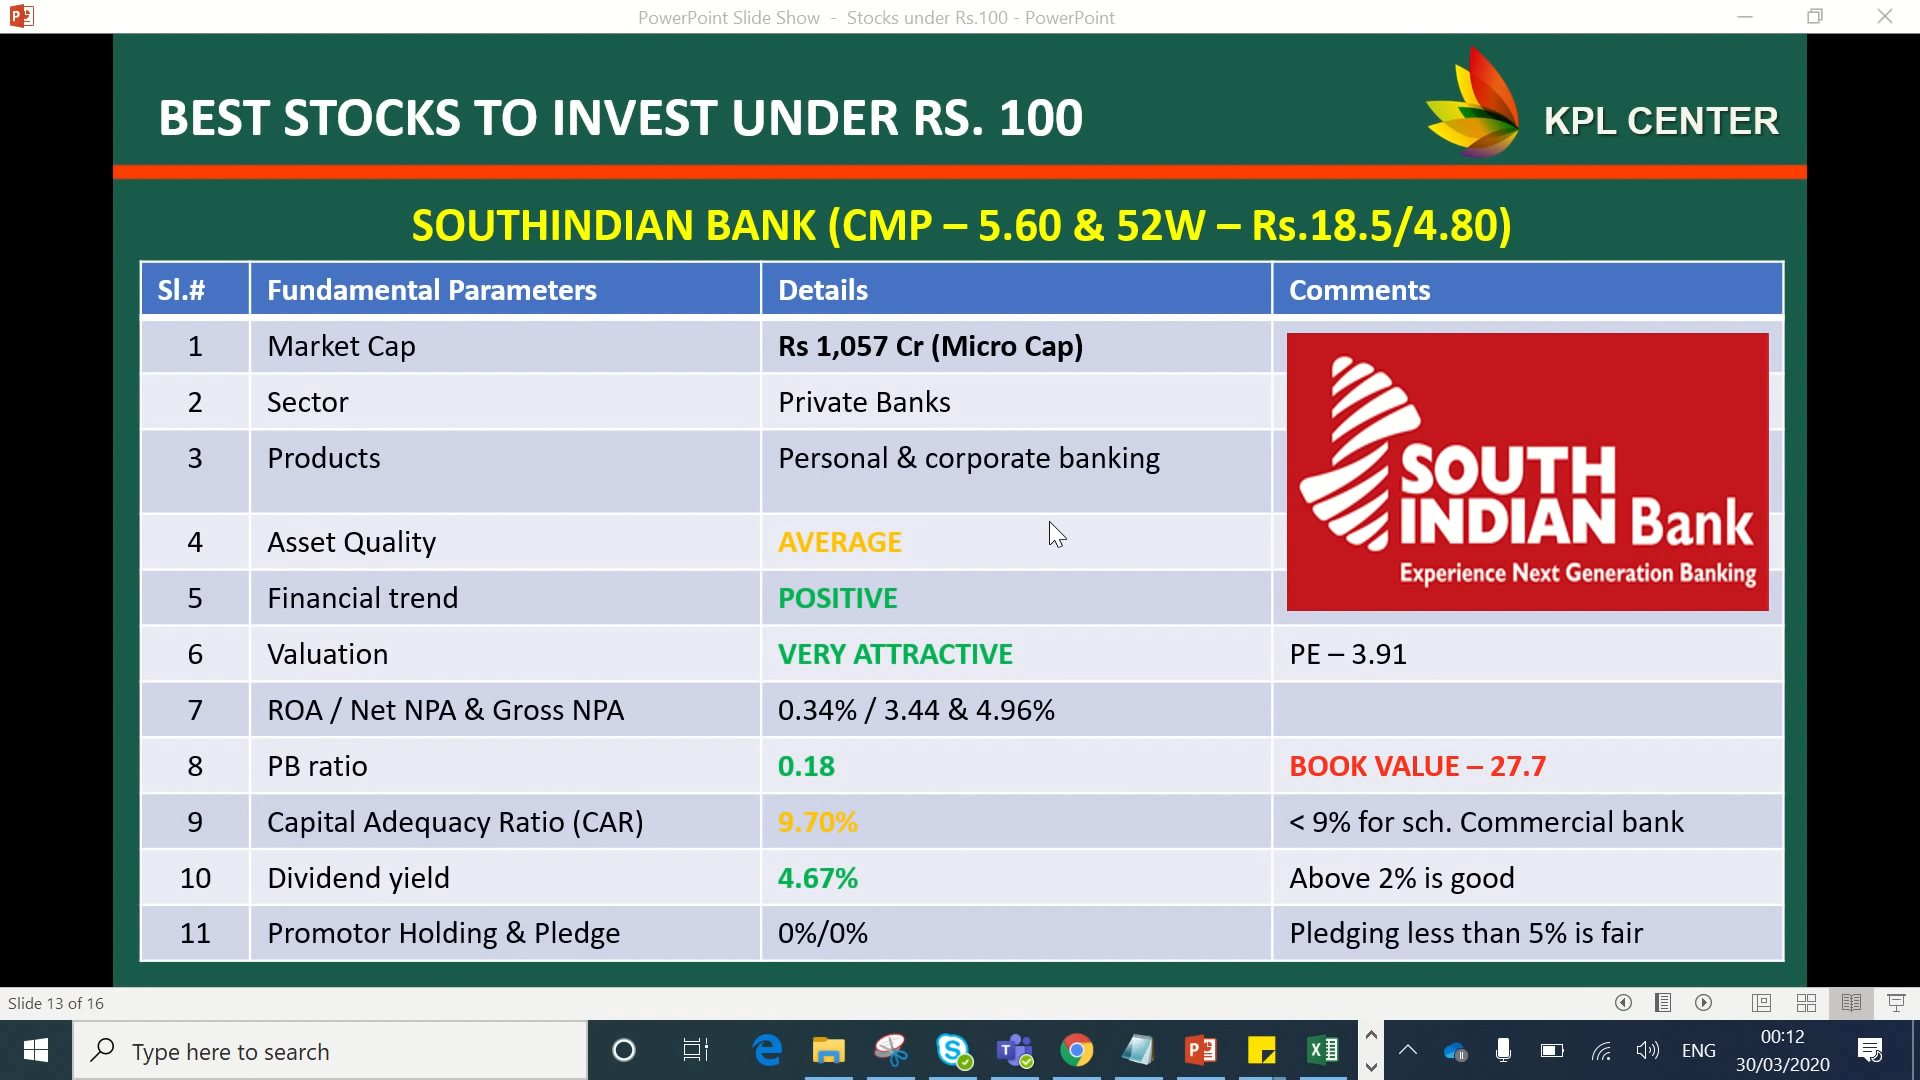 PowerPoint Slide Show - Stocks under Rs.100 - PowerPoint
BEST STOCKS TO INVEST UNDER RS. 100
KPL CENTER
SOUTHINDIAN BANK (CMP – 5.60 & 52W – Rs.18.5/4.80)
Sl.# Fundamental Parameters Details Comments
1 Market Cap Rs 1,057 Cr (Micro Cap)
2 Sector Private Banks
3 Products Personal & corporate banking
SOUTH
INDIAN Bank
Experience Next Generation Banking
4 Asset Quality AVERAGE
5 Financial trend POSITIVE
6 Valuation VERY ATTRACTIVE PE – 3.91
7 ROA / Net NPA & Gross NPA 0.34% / 3.44 & 4.96%
8 PB ratio 0.18 BOOK VALUE – 27.7
9 Capital Adequacy Ratio (CAR) 9.70% < 9% for sch. Commercial bank
10 Dividend yield 4.67% Above 2% is good
11 Promotor Holding & Pledge 0%/0% Pledging less than 5% is fair
Slide 13 of 16
Type here to search
ENG
00:12
30/03/2020